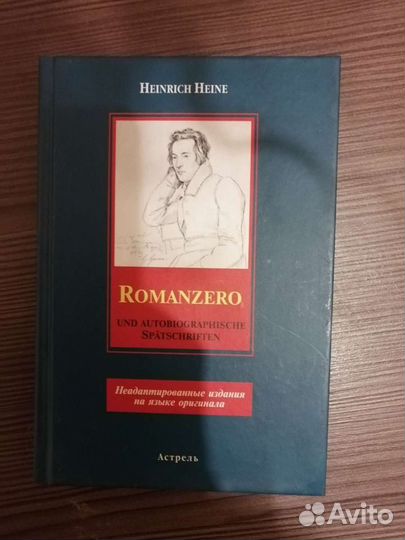 HEINRICH HEINE
ROMANZERO
UND AUTOBIOGRAPHISCHE
SPÄTSCHRIFTEN
Неадаптированные издания
на языке оригинала
Астрель
Avito